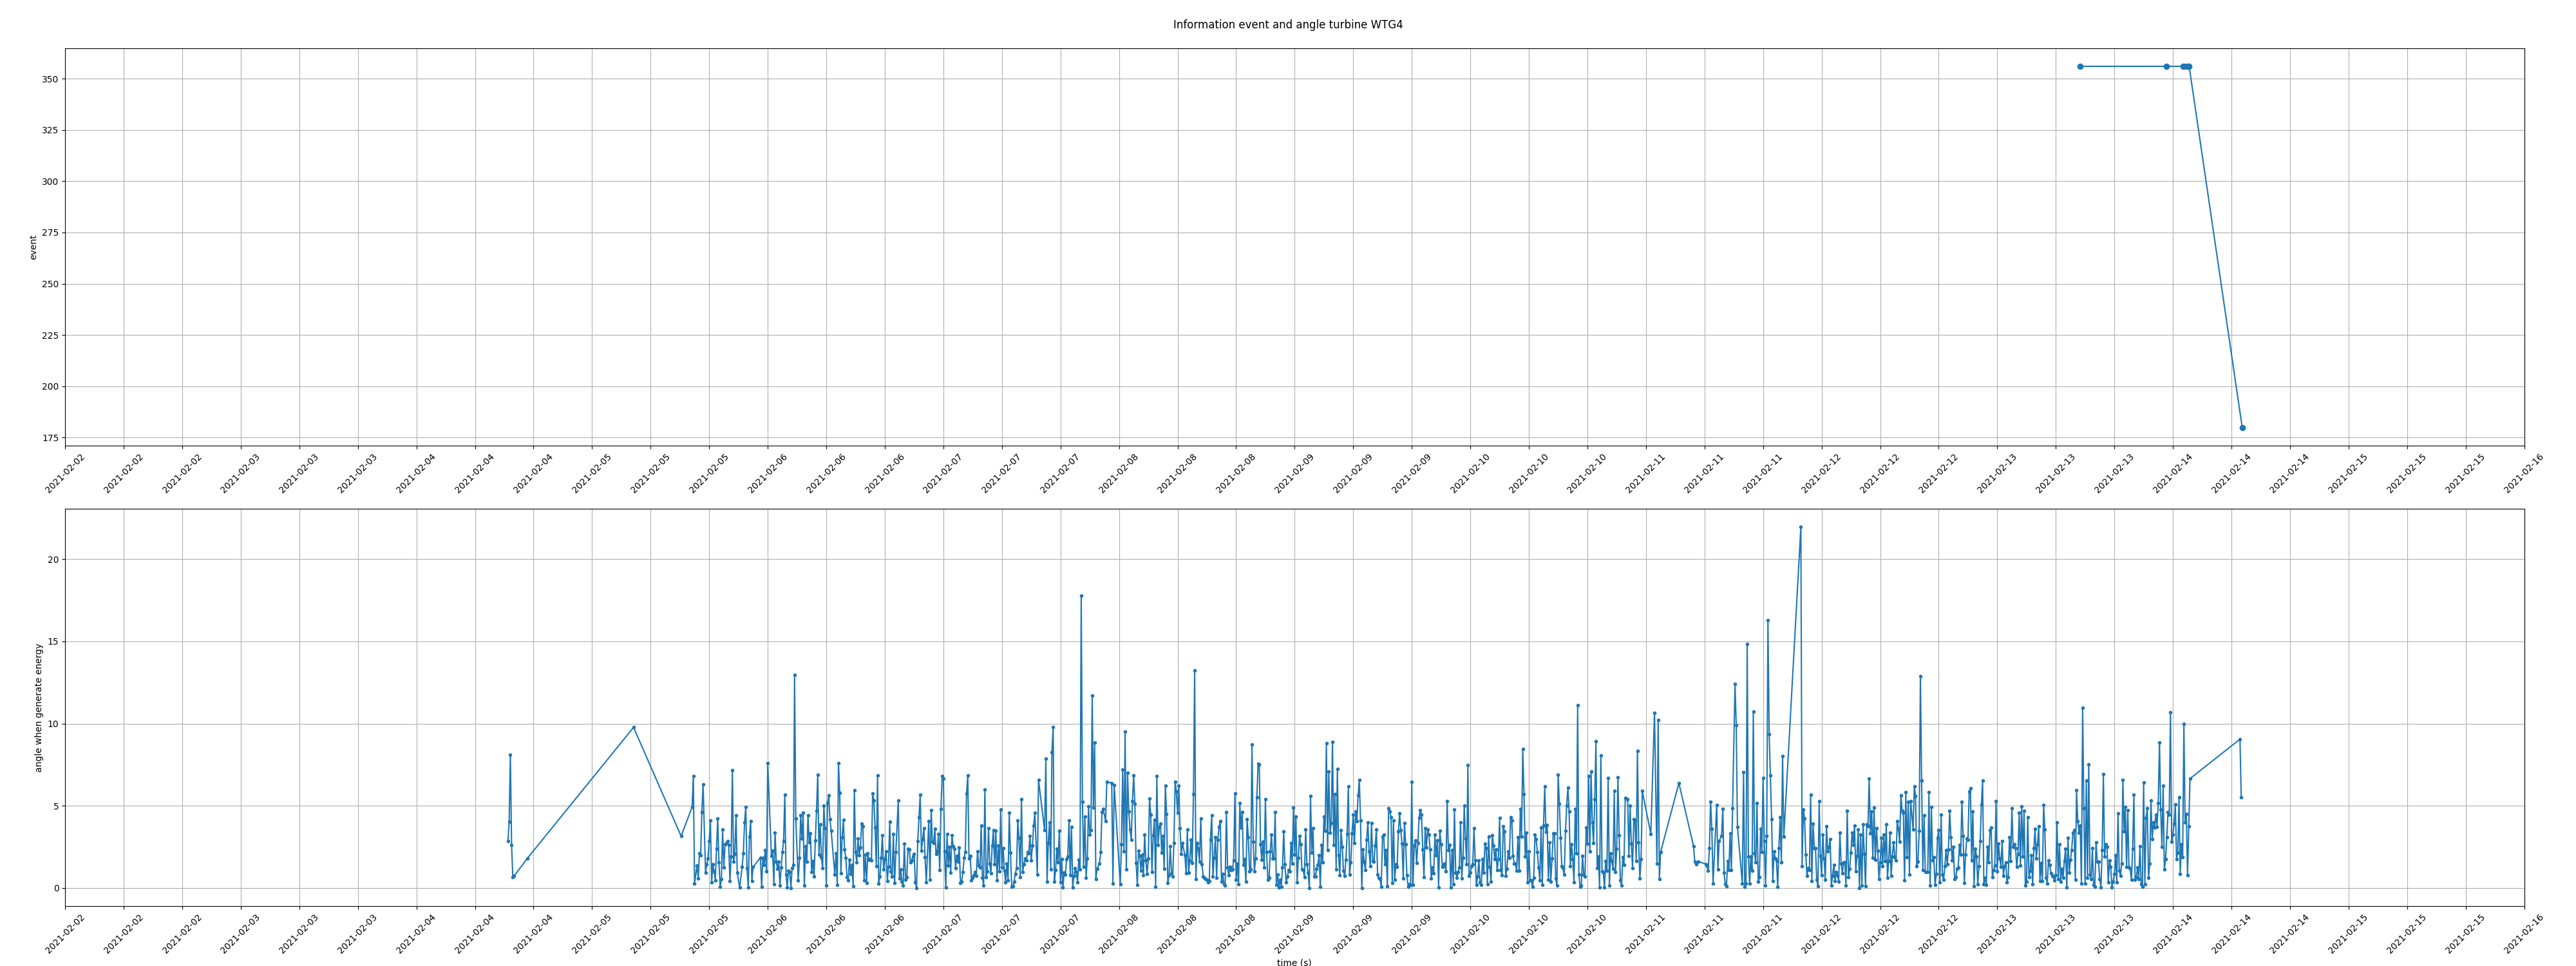 Information event and angle turbine WTG4
350
325
300
275
250
225
200
175
event
2021-02-02 2021-02-02 2021-02-02 2021-02-03 2021-02-03 2021-02-03 2021-02-04 2021-02-04 2021-02-04 2021-02-05 2021-02-05 2021-02-05 2021-02-06 2021-02-06 2021-02-06 2021-02-07 2021-02-07 2021-02-07 2021-02-08 2021-02-08 2021-02-08 2021-02-09 2021-02-09 2021-02-09 2021-02-10 2021-02-10 2021-02-10 2021-02-11 2021-02-11 2021-02-11 2021-02-12 2021-02-12 2021-02-12 2021-02-13 2021-02-13 2021-02-13 2021-02-14 2021-02-14 2021-02-14 2021-02-15 2021-02-15 2021-02-15 2021-02-16
20
15
10
5
0
angle when generate energy
2021-02-02 2021-02-02 2021-02-02 2021-02-03 2021-02-03 2021-02-03 2021-02-04 2021-02-04 2021-02-04 2021-02-05 2021-02-05 2021-02-05 2021-02-06 2021-02-06 2021-02-06 2021-02-07 2021-02-07 2021-02-07 2021-02-08 2021-02-08 2021-02-08 2021-02-09 2021-02-09 2021-02-09 2021-02-10 2021-02-10 2021-02-10 2021-02-11 2021-02-11 2021-02-11 2021-02-12 2021-02-12 2021-02-12 2021-02-13 2021-02-13 2021-02-13 2021-02-14 2021-02-14 2021-02-14 2021-02-15 2021-02-15 2021-02-15 2021-02-16
time (s)